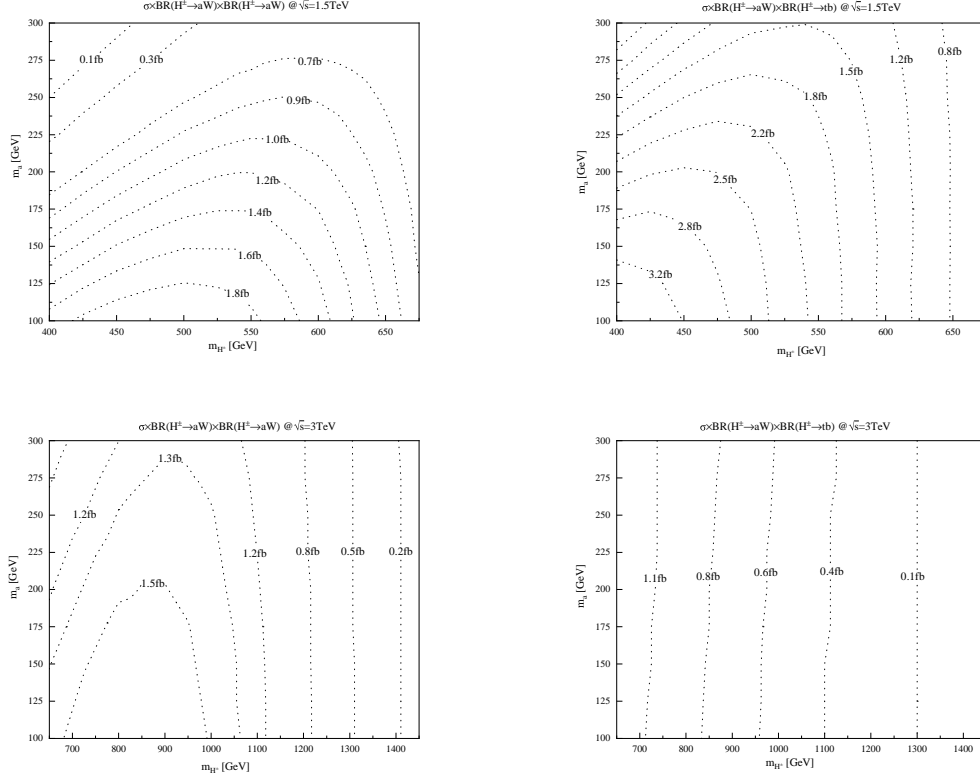 σ×BR(H±→aW)×BR(H±→aW) @√s=1.5TeV
300
275
250
225
200
175
150
125
100
mₐ [GeV]
0.1fb
0.3fb
0.7fb
0.9fb
1.0fb
1.2fb
1.4fb
1.6fb
1.8fb
400 450 500 550 600 650
m_H⁺ [GeV]
σ×BR(H±→aW)×BR(H±→tb) @√s=1.5TeV
300
275
250
225
200
175
150
125
100
mₐ [GeV]
0.8fb
1.2fb
1.5fb
1.8fb
2.2fb
2.5fb
2.8fb
3.2fb
400 450 500 550 600 650
m_H⁺ [GeV]
σ×BR(H±→aW)×BR(H±→aW) @√s=3TeV
300
275
250
225
200
175
150
125
100
mₐ [GeV]
1.3fb
1.2fb
1.5fb
1.2fb 0.8fb 0.5fb 0.2fb
700 800 900 1000 1100 1200 1300 1400
m_H⁺ [GeV]
σ×BR(H±→aW)×BR(H±→tb) @√s=3TeV
300
275
250
225
200
175
150
125
100
mₐ [GeV]
1.1fb 0.8fb 0.6fb 0.4fb 0.1fb
700 800 900 1000 1100 1200 1300 1400
m_H⁺ [GeV]